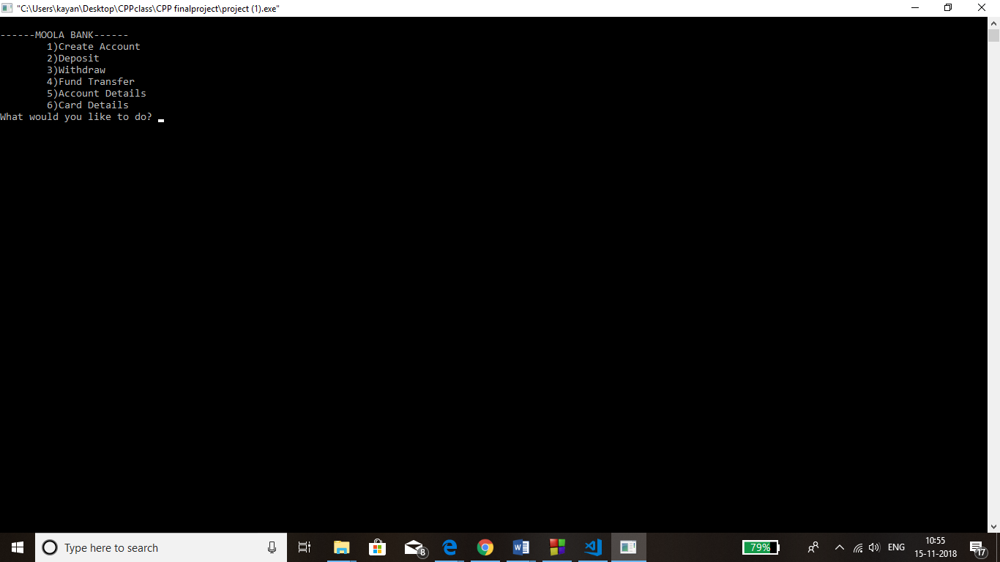 "C:\Users\kayan\Desktop\CPPclass\CPP finalproject\project (1).exe"
------MOOLA BANK------
1)Create Account
2)Deposit
3)Withdraw
4)Fund Transfer
5)Account Details
6)Card Details
What would you like to do?
Type here to search
8
79%
ENG
10:55
15-11-2018
17